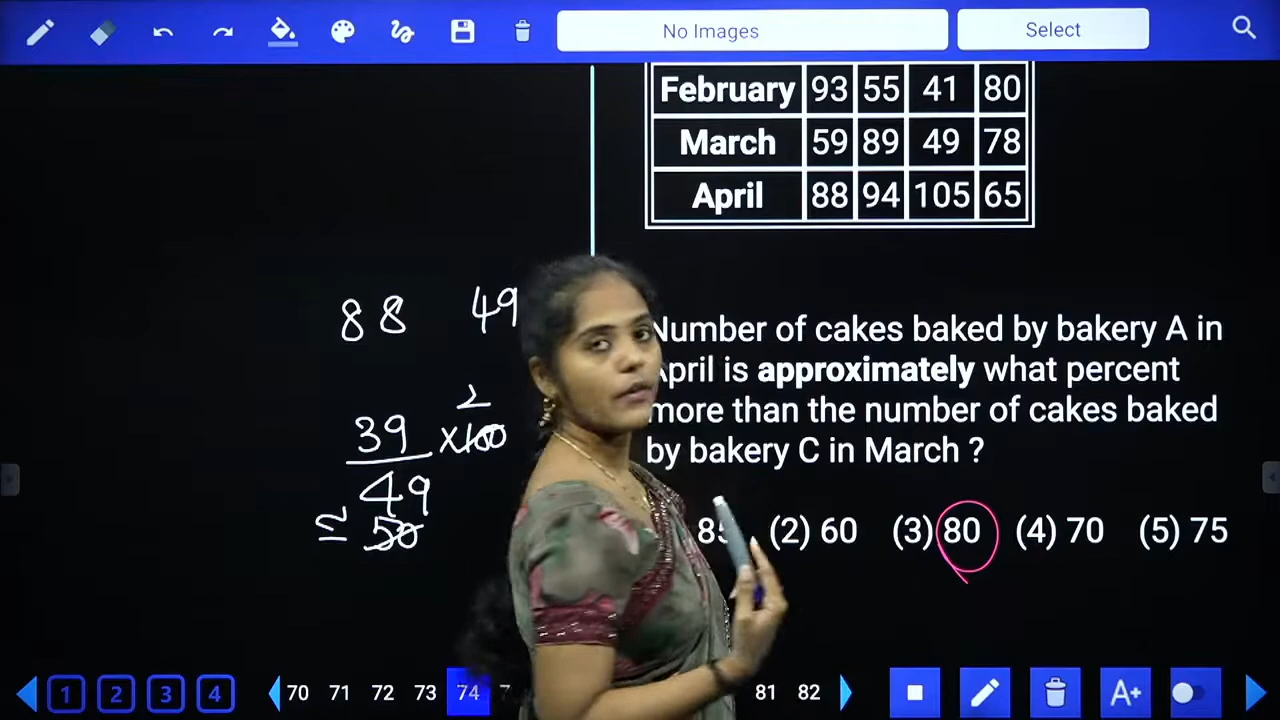 No Images
Select
February 93 55 41 80
March 59 89 49 78
April 88 94 105 65
88 49
Number of cakes baked by bakery A in
April is approximately what percent
more than the number of cakes baked
by bakery C in March ?
2
39 ×100
49
≃ 50
85 (2) 60 (3) 80 (4) 70 (5) 75
1 2 3 4 70 71 72 73 74 81 82 A+